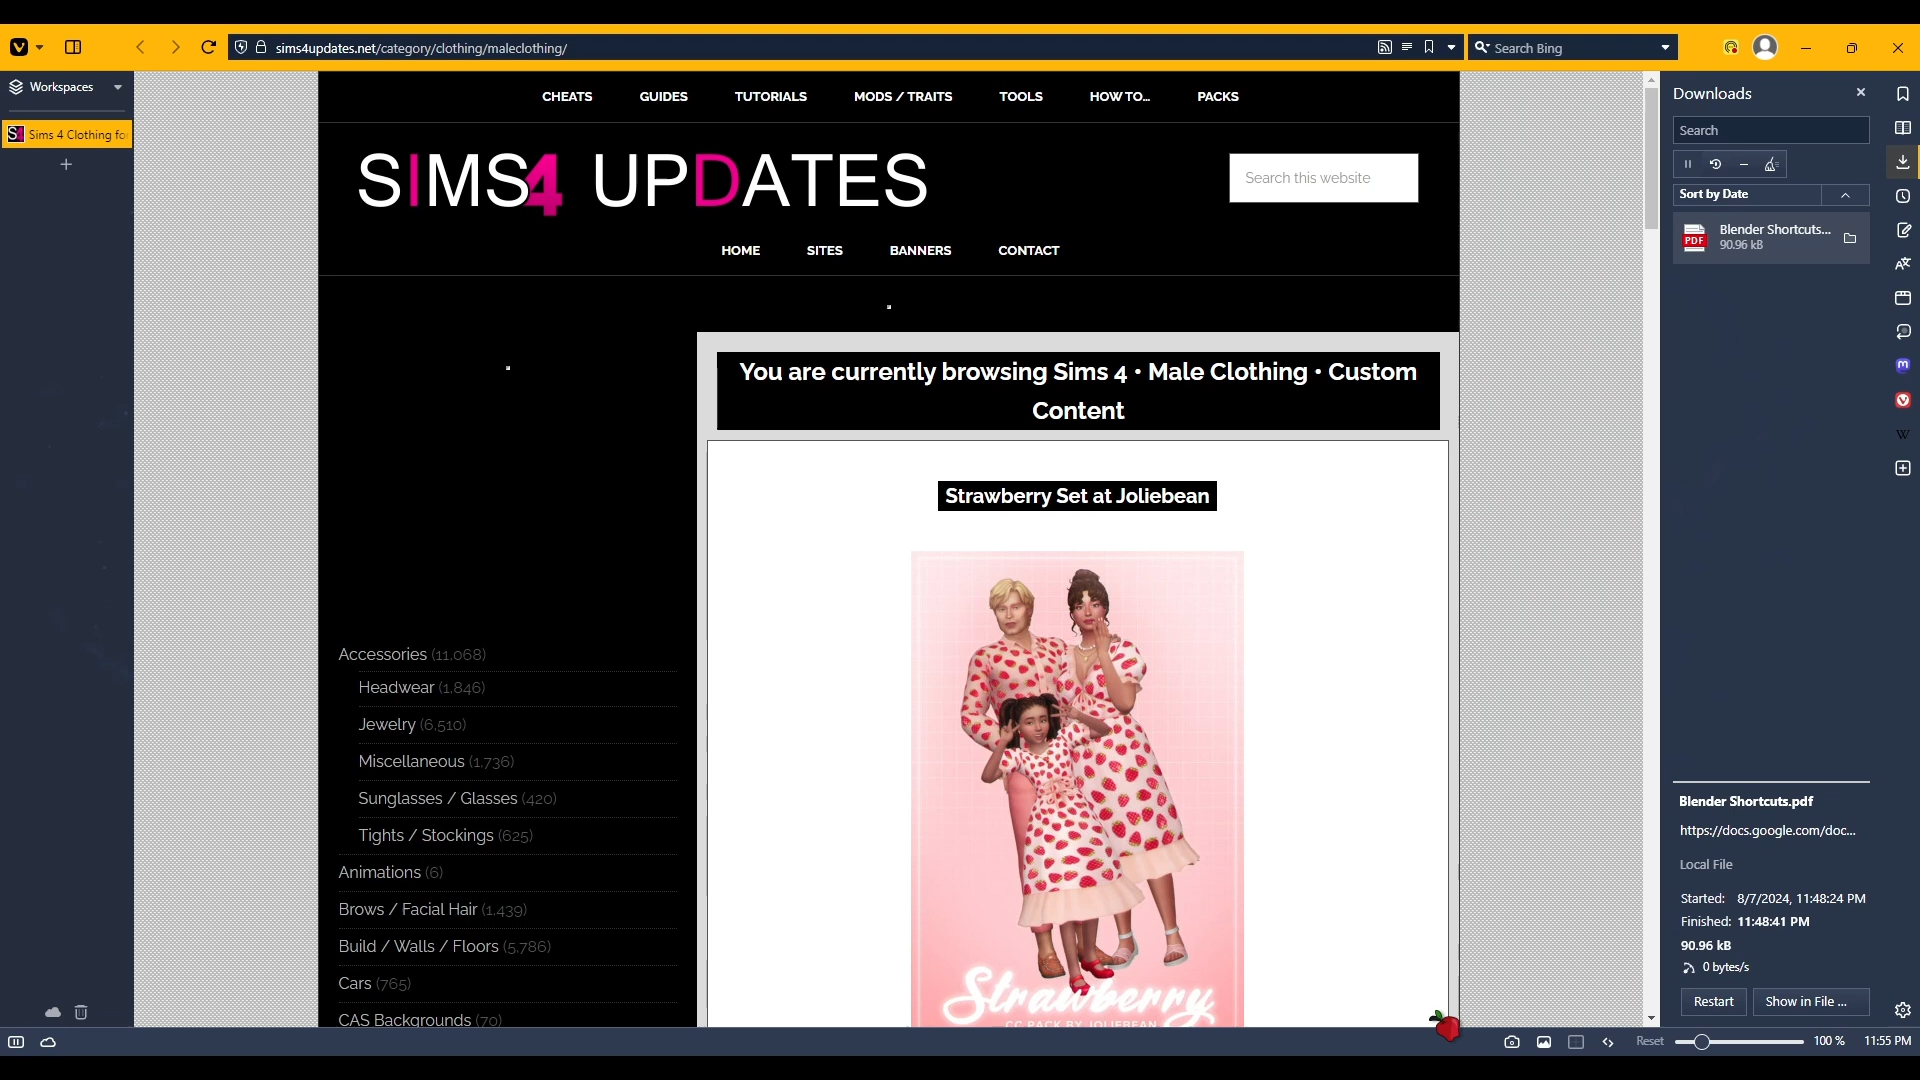 sims4updates.net/category/clothing/maleclothing/
Search Bing
Workspaces
Sims 4 Clothing fo
CHEATS GUIDES TUTORIALS MODS / TRAITS TOOLS HOW TO... PACKS
SIMS4 UPDATES
Search this website
HOME SITES BANNERS CONTACT
You are currently browsing Sims 4 • Male Clothing • Custom
Content
Strawberry Set at Joliebean
Strawberry
CC PACK BY JOLIEBEAN
Accessories (11,068)
Headwear (1,846)
Jewelry (6,510)
Miscellaneous (1,736)
Sunglasses / Glasses (420)
Tights / Stockings (625)
Animations (6)
Brows / Facial Hair (1,439)
Build / Walls / Floors (5,786)
Cars (765)
CAS Backgrounds (70)
Downloads
Search
Sort by Date
PDF
Blender Shortcuts...
90.96 kB
Blender Shortcuts.pdf
https://docs.google.com/doc...
Local File
Started: 8/7/2024, 11:48:24 PM
Finished: 11:48:41 PM
90.96 kB
0 bytes/s
Restart
Show in File ...
Reset
100 %
11:55 PM